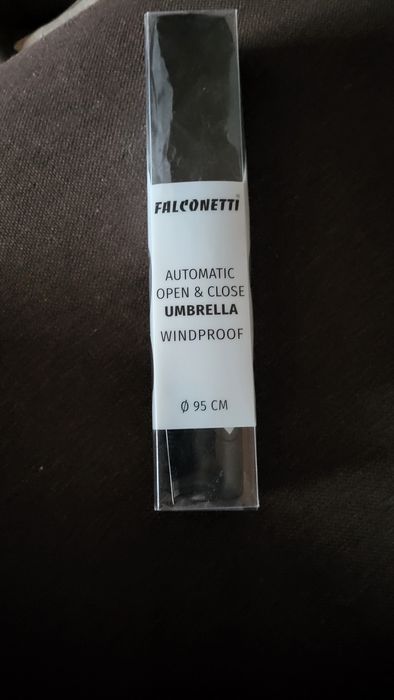 FALCONETTI®
AUTOMATIC
OPEN & CLOSE
UMBRELLA
WINDPROOF
Ø 95 CM